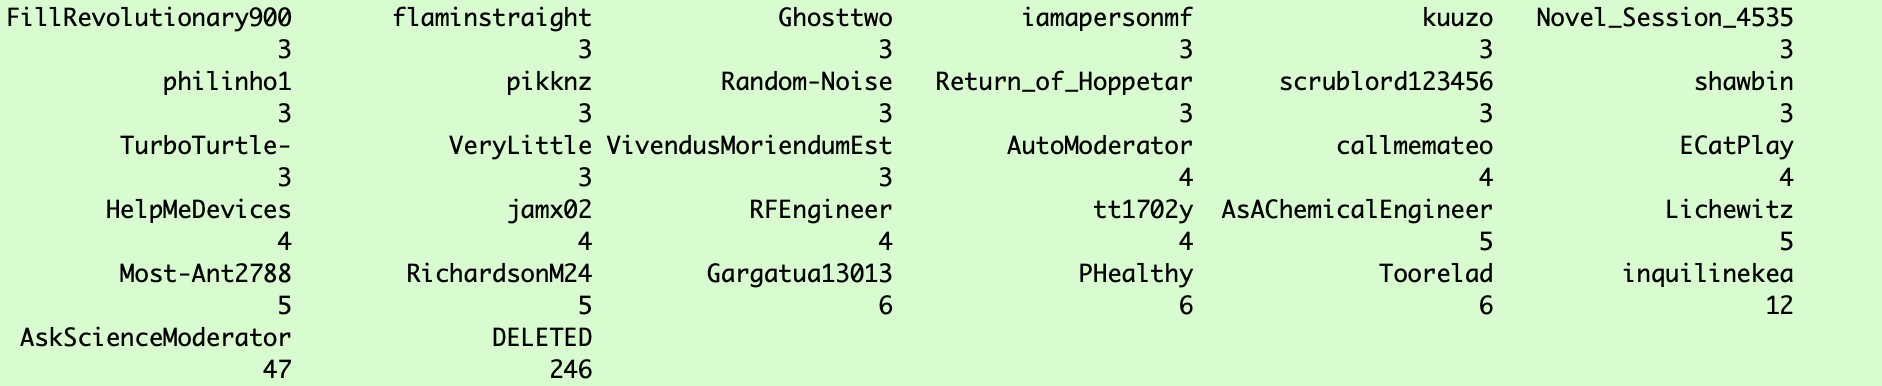 FillRevolutionary900 flaminstraight Ghosttwo iamapersonmf kuuzo Novel_Session_4535
3 3 3 3 3 3
philinho1 pikknz Random-Noise Return_of_Hoppetar scrublord123456 shawbin
3 3 3 3 3 3
TurboTurtle- VeryLittle VivendusMoriendumEst AutoModerator callmemateo ECatPlay
3 3 3 4 4 4
HelpMeDevices jamx02 RFEngineer tt1702y AsAChemicalEngineer Lichewitz
4 4 4 4 5 5
Most-Ant2788 RichardsonM24 Gargatua13013 PHealthy Toorelad inquilinekea
5 5 6 6 6 12
AskScienceModerator DELETED
47 246